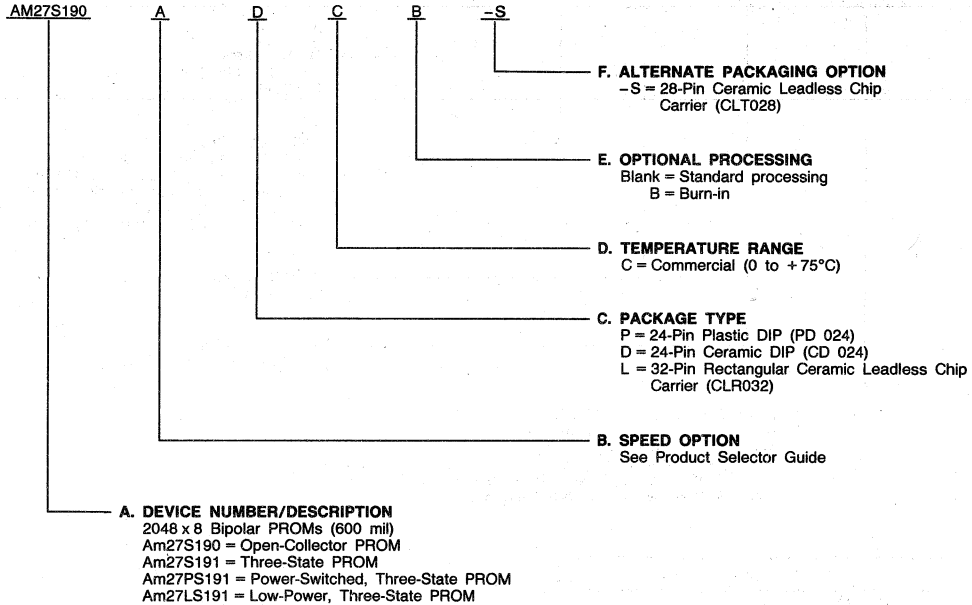 AM27S190 A D C B –S
F. ALTERNATE PACKAGING OPTION
–S = 28-Pin Ceramic Leadless Chip
Carrier (CLT028)
E. OPTIONAL PROCESSING
Blank = Standard processing
B = Burn-in
D. TEMPERATURE RANGE
C = Commercial (0 to +75°C)
C. PACKAGE TYPE
P = 24-Pin Plastic DIP (PD 024)
D = 24-Pin Ceramic DIP (CD 024)
L = 32-Pin Rectangular Ceramic Leadless Chip
Carrier (CLR032)
B. SPEED OPTION
See Product Selector Guide
A. DEVICE NUMBER/DESCRIPTION
2048 x 8 Bipolar PROMs (600 mil)
Am27S190 = Open-Collector PROM
Am27S191 = Three-State PROM
Am27PS191 = Power-Switched, Three-State PROM
Am27LS191 = Low-Power, Three-State PROM